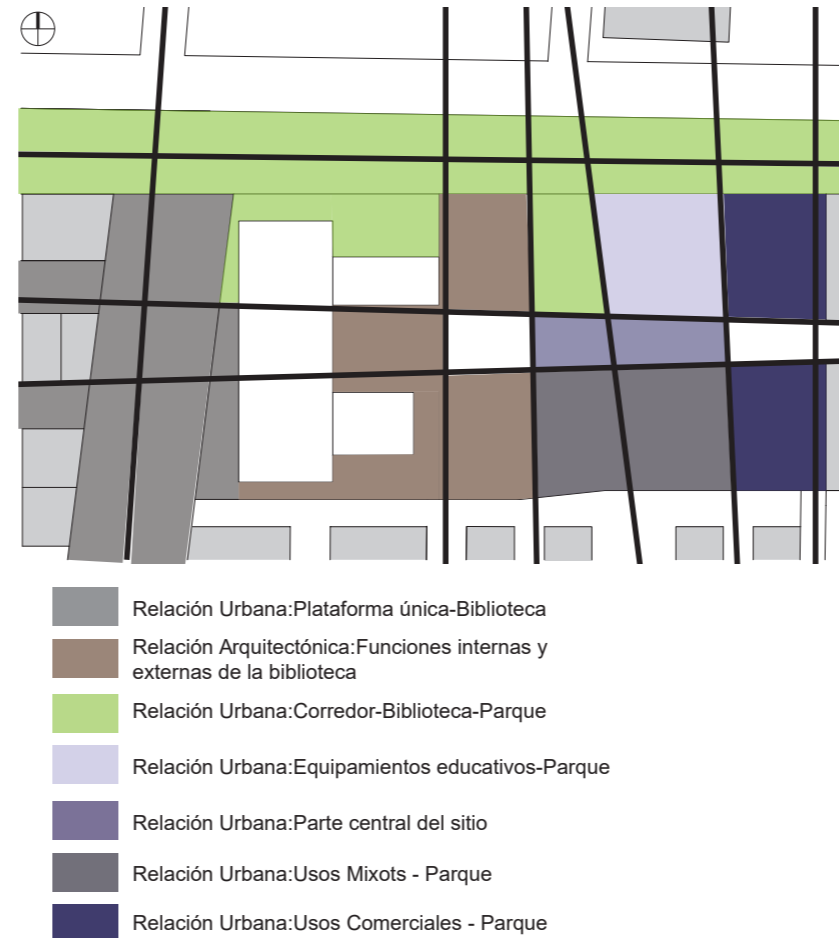 Relación Urbana:Plataforma única-Biblioteca
Relación Arquitectónica:Funciones internas y
externas de la biblioteca
Relación Urbana:Corredor-Biblioteca-Parque
Relación Urbana:Equipamientos educativos-Parque
Relación Urbana:Parte central del sitio
Relación Urbana:Usos Mixots - Parque
Relación Urbana:Usos Comerciales - Parque